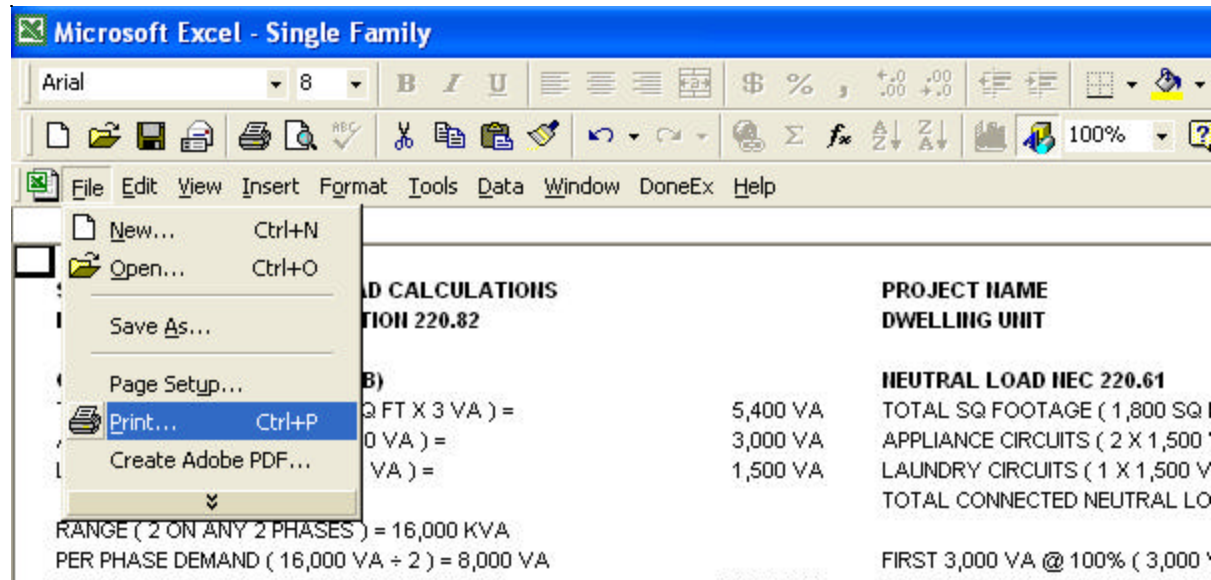 Microsoft Excel - Single Family
Arial 8 B I U $ % , .00 .00
ABC Σ fx 100%
File Edit View Insert Format Tools Data Window DoneEx Help
New... Ctrl+N
Open... Ctrl+O
Save As...
Page Setup...
Print... Ctrl+P
Create Adobe PDF...
CALCULATIONS
220.82
B)
FT X 3 VA ) = 5,400 VA
VA ) = 3,000 VA
VA ) = 1,500 VA
RANGE ( 2 ON ANY 2 PHASES ) = 16,000 KVA
PER PHASE DEMAND ( 16,000 VA ÷ 2 ) = 8,000 VA
PROJECT NAME
DWELLING UNIT
NEUTRAL LOAD NEC 220.61
TOTAL SQ FOOTAGE ( 1,800 SQ
APPLIANCE CIRCUITS ( 2 X 1,500
LAUNDRY CIRCUITS ( 1 X 1,500
TOTAL CONNECTED NEUTRAL
FIRST 3,000 VA @ 100% ( 3,000